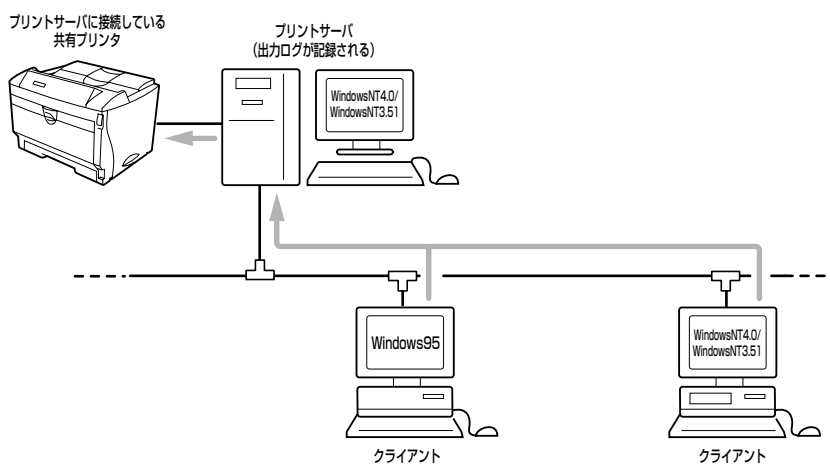 プリントサーバに接続している
共有プリンタ
プリントサーバ
(出力ログが記録される)
WindowsNT4.0/
WindowsNT3.51
Windows95
クライアント
WindowsNT4.0/
WindowsNT3.51
クライアント